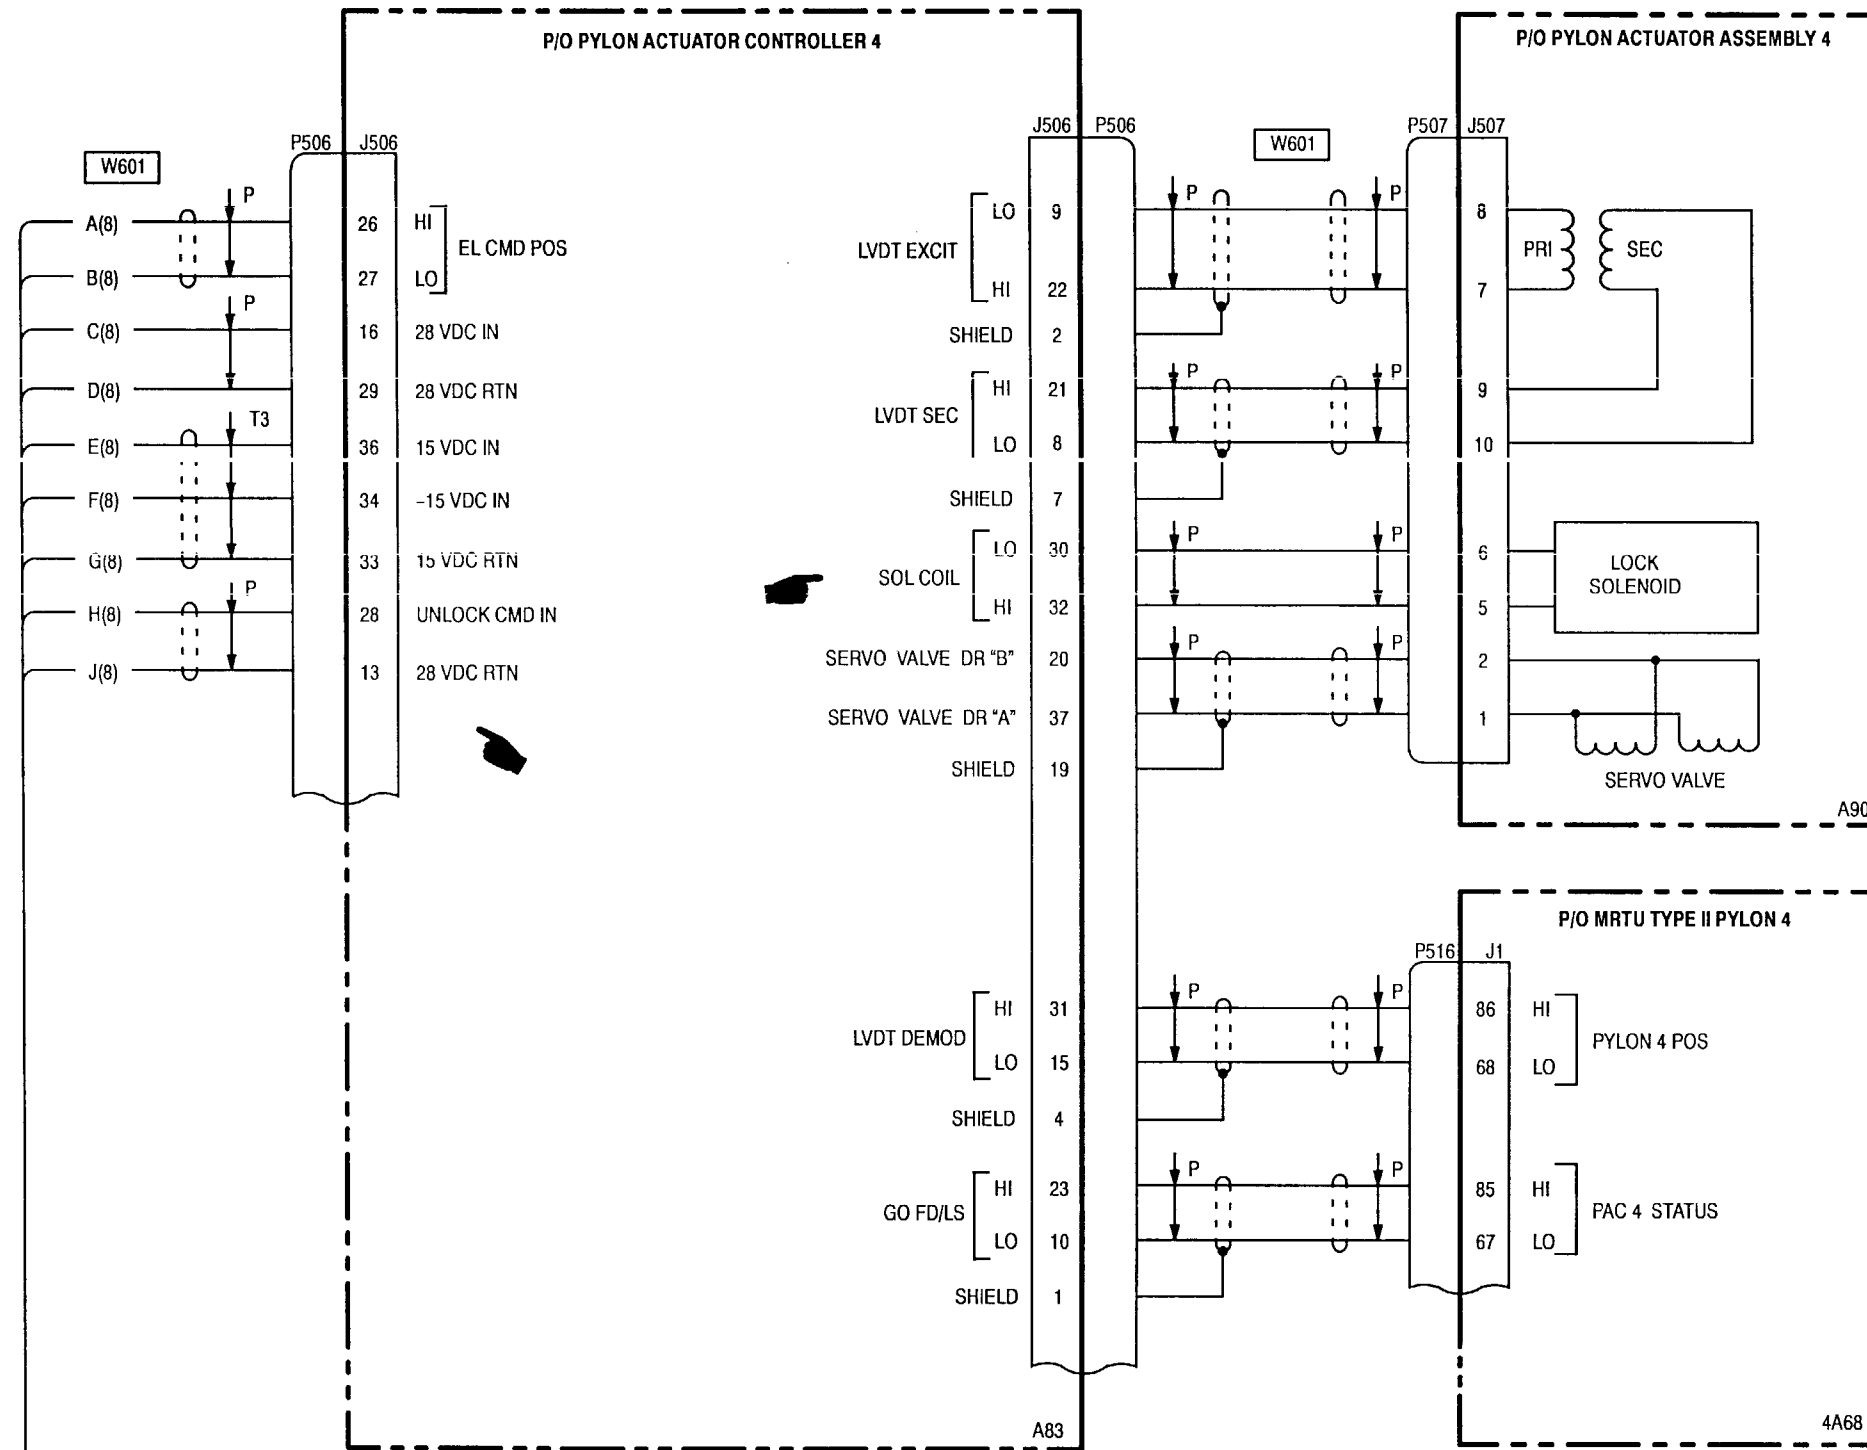 P/O PYLON ACTUATOR CONTROLLER 4
P/O PYLON ACTUATOR ASSEMBLY 4
W601
P506 J506
A(8) P 26 HI
EL CMD POS
B(8) 27 LO
C(8) P 16 28 VDC IN
D(8) 29 28 VDC RTN
E(8) T3 36 15 VDC IN
F(8) 34 -15 VDC IN
G(8) 33 15 VDC RTN
H(8) P 28 UNLOCK CMD IN
J(8) 13 28 VDC RTN
J506 P506
W601
P507 J507
LVDT EXCIT
LO 9 P P 8
HI 22 7
PRI SEC
SHIELD 2
LVDT SEC
HI 21 P P 9
LO 8 10
SHIELD 7
SOL COIL
LO 30 P P 6
HI 32 5
LOCK
SOLENOID
SERVO VALVE DR "B" 20 P P 2
SERVO VALVE DR "A" 37 1
SHIELD 19
SERVO VALVE
A90
P/O MRTU TYPE II PYLON 4
P516 J1
LVDT DEMOD
HI 31 P P 86 HI
LO 15 68 LO
PYLON 4 POS
SHIELD 4
GO FD/LS
HI 23 P P 85 HI
LO 10 67 LO
PAC 4 STATUS
SHIELD 1
A83
4A68